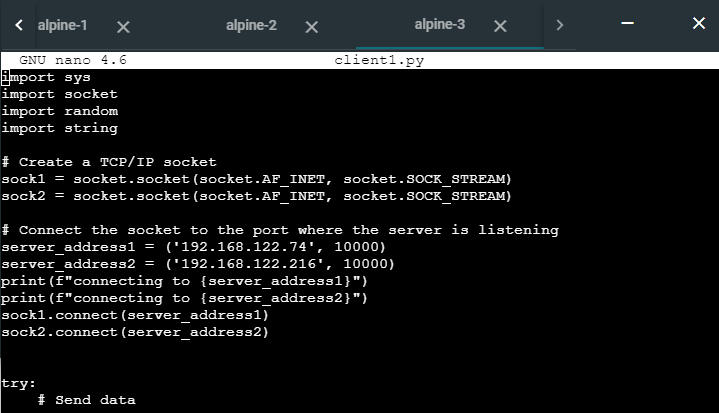 alpine-1 alpine-2 alpine-3
GNU nano 4.6 client1.py
import sys
import socket
import random
import string

# Create a TCP/IP socket
sock1 = socket.socket(socket.AF_INET, socket.SOCK_STREAM)
sock2 = socket.socket(socket.AF_INET, socket.SOCK_STREAM)

# Connect the socket to the port where the server is listening
server_address1 = ('192.168.122.74', 10000)
server_address2 = ('192.168.122.216', 10000)
print(f"connecting to {server_address1}")
print(f"connecting to {server_address2}")
sock1.connect(server_address1)
sock2.connect(server_address2)

try:
    # Send data